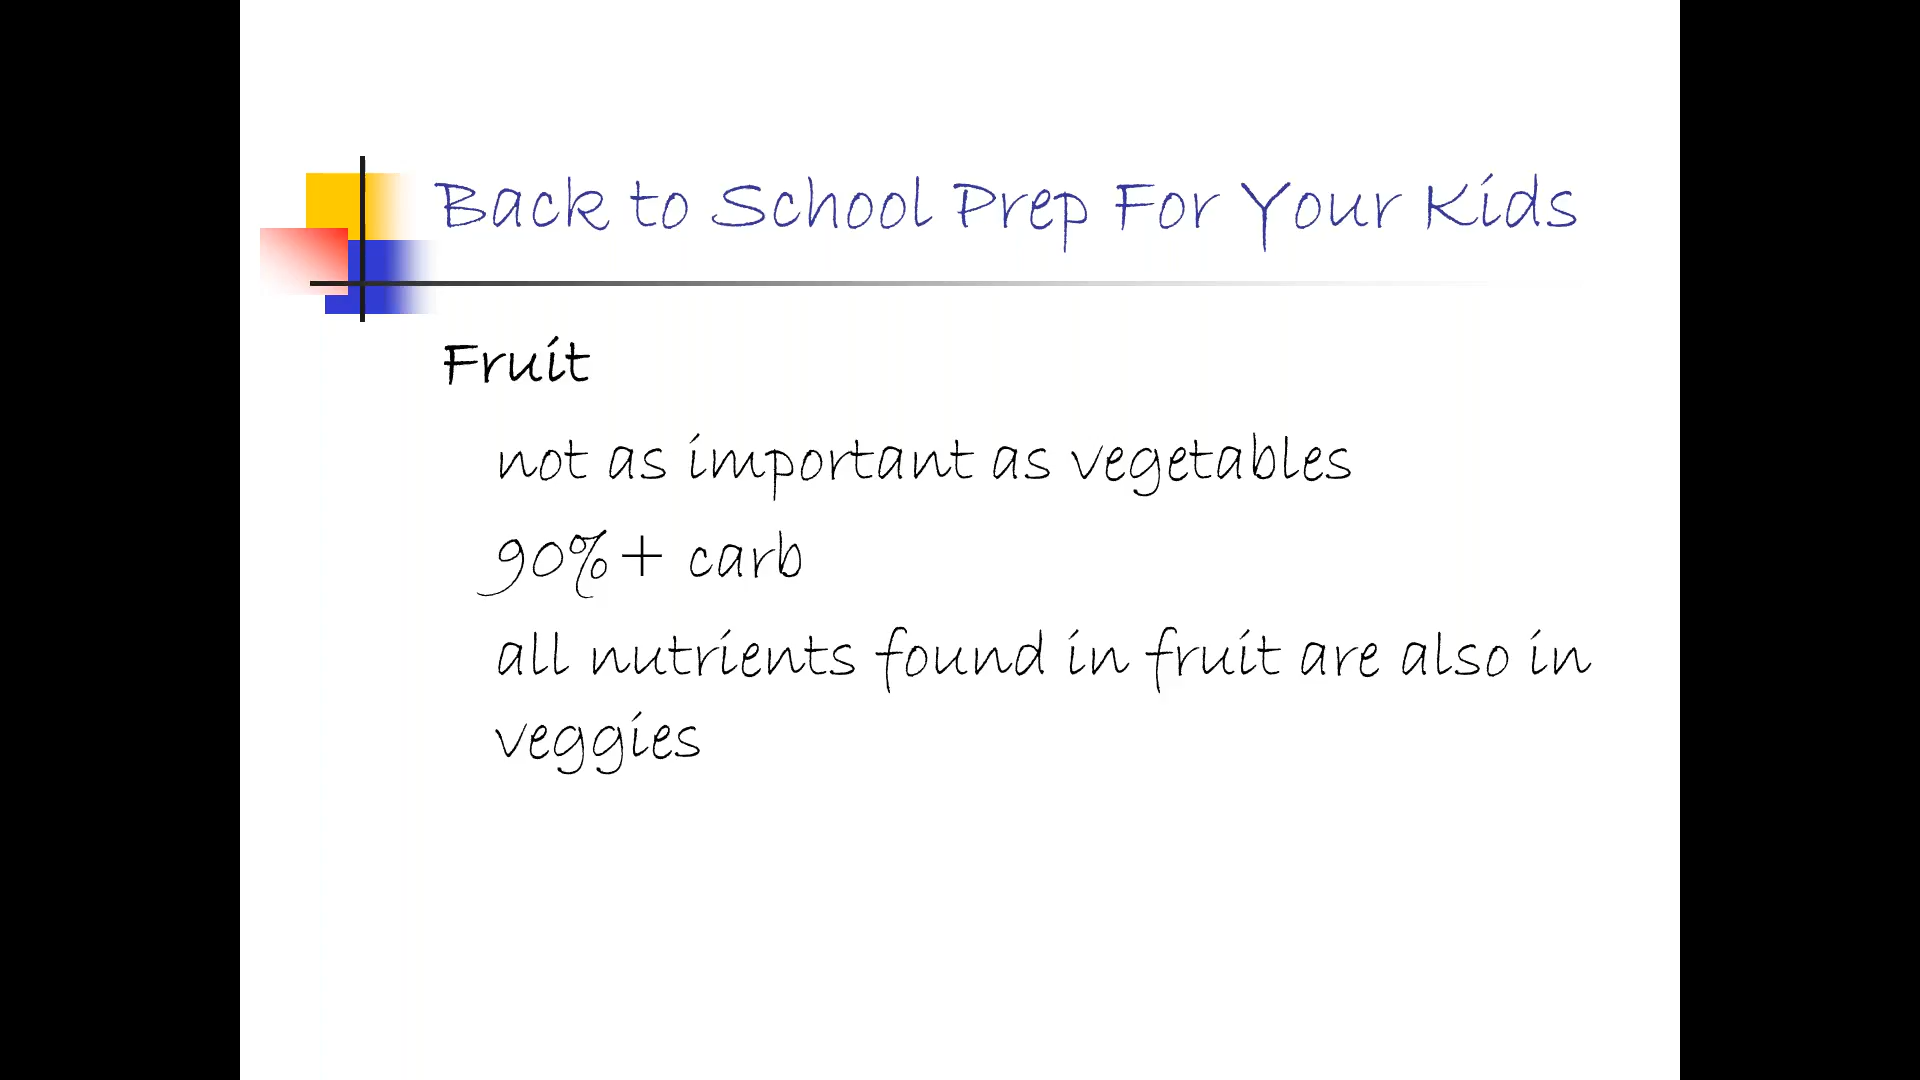 Back to School Prep For Your Kids
Fruit
not as important as vegetables
90%+ carb
all nutrients found in fruit are also in
veggies